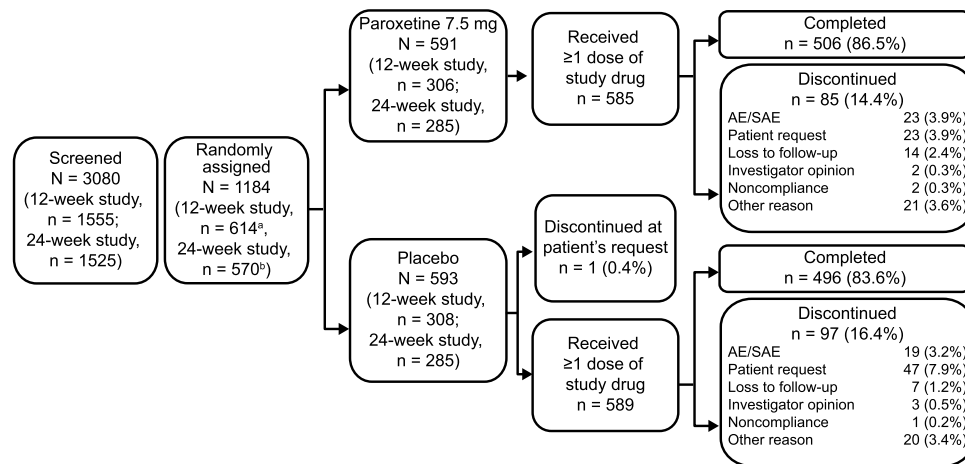 Screened
N = 3080
(12-week study,
n = 1555;
24-week study,
n = 1525)
Randomly
assigned
N = 1184
(12-week study,
n = 614ᵃ,
24-week study,
n = 570ᵇ)
Paroxetine 7.5 mg
N = 591
(12-week study,
n = 306;
24-week study,
n = 285)
Received
≥1 dose of
study drug
n = 585
Completed
n = 506 (86.5%)
Discontinued
n = 85 (14.4%)
AE/SAE 23 (3.9%)
Patient request 23 (3.9%)
Loss to follow-up 14 (2.4%)
Investigator opinion 2 (0.3%)
Noncompliance 2 (0.3%)
Other reason 21 (3.6%)
Placebo
N = 593
(12-week study,
n = 308;
24-week study,
n = 285)
Discontinued at
patient's request
n = 1 (0.4%)
Received
≥1 dose of
study drug
n = 589
Completed
n = 496 (83.6%)
Discontinued
n = 97 (16.4%)
AE/SAE 19 (3.2%)
Patient request 47 (7.9%)
Loss to follow-up 7 (1.2%)
Investigator opinion 3 (0.5%)
Noncompliance 1 (0.2%)
Other reason 20 (3.4%)